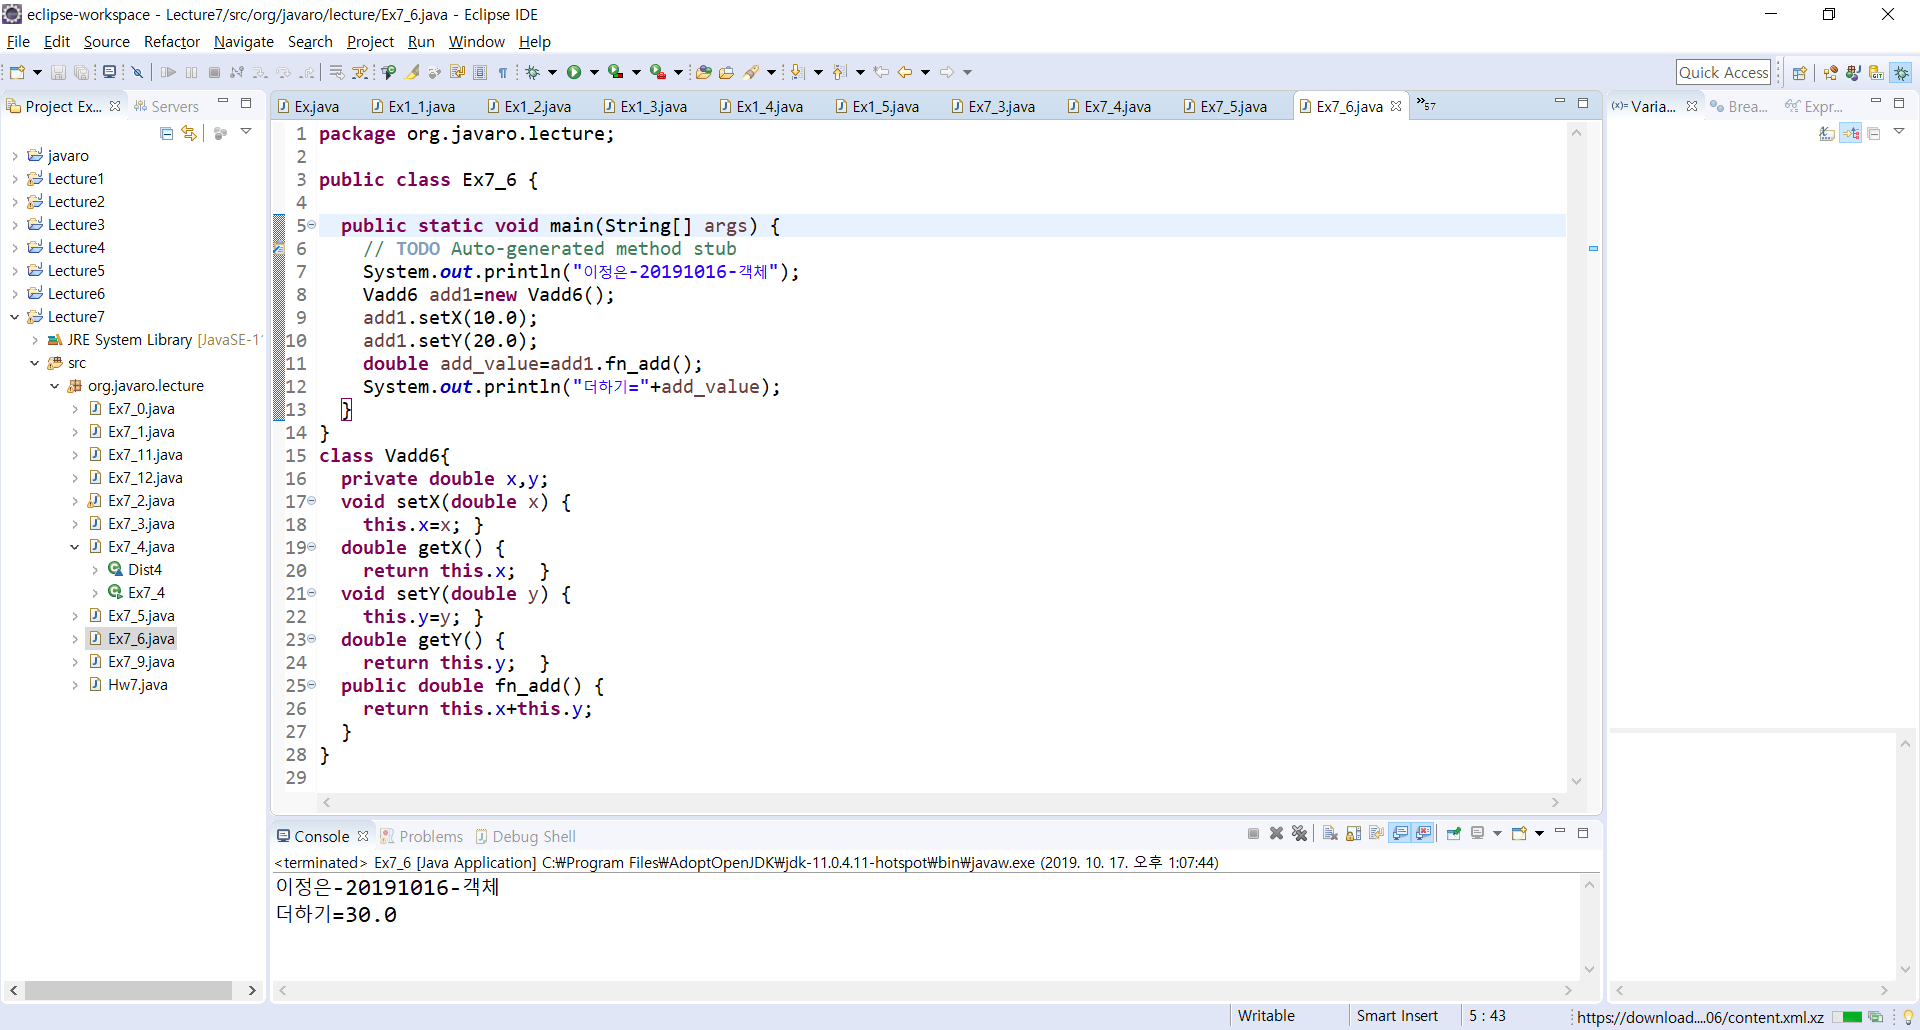 eclipse-workspace - Lecture7/src/org/javaro/lecture/Ex7_6.java - Eclipse IDE
File Edit Source Refactor Navigate Search Project Run Window Help
Quick Access
Project Ex... Servers
Ex.java Ex1_1.java Ex1_2.java Ex1_3.java Ex1_4.java Ex1_5.java Ex7_3.java Ex7_4.java Ex7_5.java Ex7_6.java »57
(x)= Varia... Brea... Expr...
javaro
Lecture1
Lecture2
Lecture3
Lecture4
Lecture5
Lecture6
Lecture7
JRE System Library [JavaSE-11
src
org.javaro.lecture
Ex7_0.java
Ex7_1.java
Ex7_11.java
Ex7_12.java
Ex7_2.java
Ex7_3.java
Ex7_4.java
Dist4
Ex7_4
Ex7_5.java
Ex7_6.java
Ex7_9.java
Hw7.java
1 package org.javaro.lecture;
2
3 public class Ex7_6 {
4
5 public static void main(String[] args) {
6 // TODO Auto-generated method stub
7 System.out.println("이정은-20191016-객체");
8 Vadd6 add1=new Vadd6();
9 add1.setX(10.0);
10 add1.setY(20.0);
11 double add_value=add1.fn_add();
12 System.out.println("더하기="+add_value);
13 }
14 }
15 class Vadd6{
16 private double x,y;
17 void setX(double x) {
18 this.x=x; }
19 double getX() {
20 return this.x;  }
21 void setY(double y) {
22 this.y=y; }
23 double getY() {
24 return this.y;  }
25 public double fn_add() {
26 return this.x+this.y;
27 }
28 }
29
Console Problems Debug Shell
<terminated> Ex7_6 [Java Application] C:₩Program Files₩AdoptOpenJDK₩jdk-11.0.4.11-hotspot₩bin₩javaw.exe (2019. 10. 17. 오후 1:07:44)
이정은-20191016-객체
더하기=30.0
Writable Smart Insert 5 : 43 https://download....06/content.xml.xz